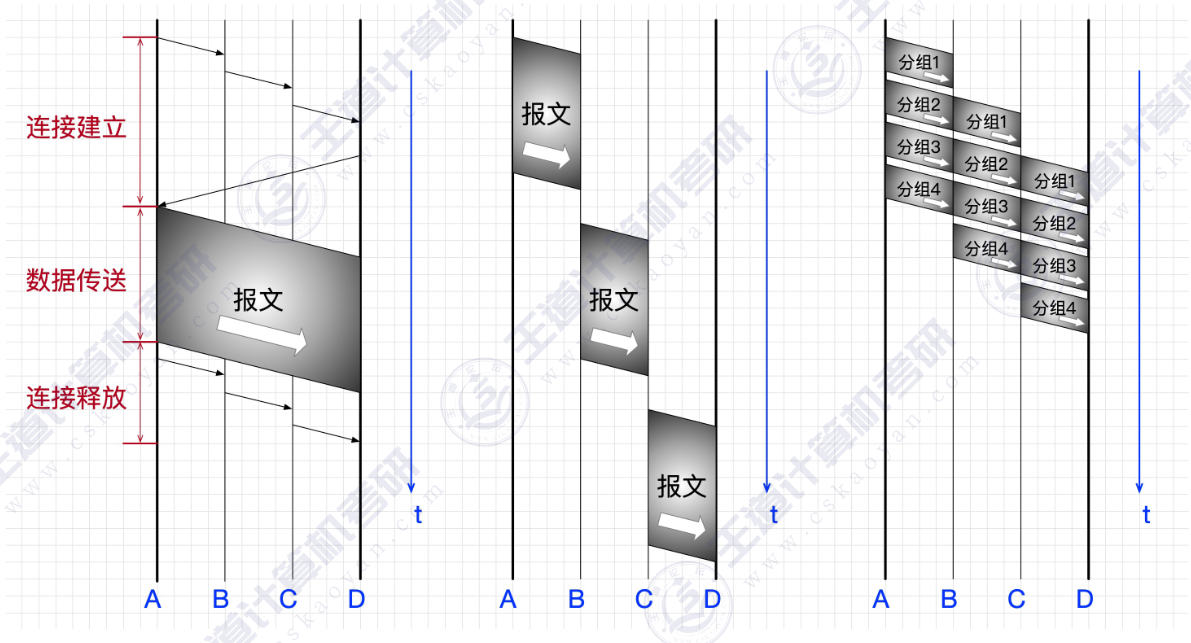 连接建立
数据传送
连接释放
报文
t
A B C D
报文
报文
报文
t
A B C D
分组1
分组2
分组3
分组4
分组1
分组2
分组3
分组4
分组1
分组2
分组3
分组4
t
A B C D
王道计算机考研
www.cskaoyan.com